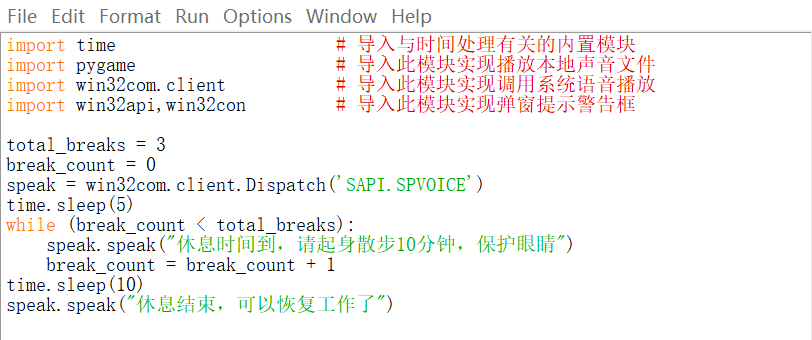 File Edit Format Run Options Window Help
import time # 导入与时间处理有关的内置模块
import pygame # 导入此模块实现播放本地声音文件
import win32com.client # 导入此模块实现调用系统语音播放
import win32api,win32con # 导入此模块实现弹窗提示警告框
total_breaks = 3
break_count = 0
speak = win32com.client.Dispatch('SAPI.SPVOICE')
time.sleep(5)
while (break_count < total_breaks):
    speak.speak("休息时间到，请起身散步10分钟，保护眼睛")
    break_count = break_count + 1
time.sleep(10)
speak.speak("休息结束，可以恢复工作了")